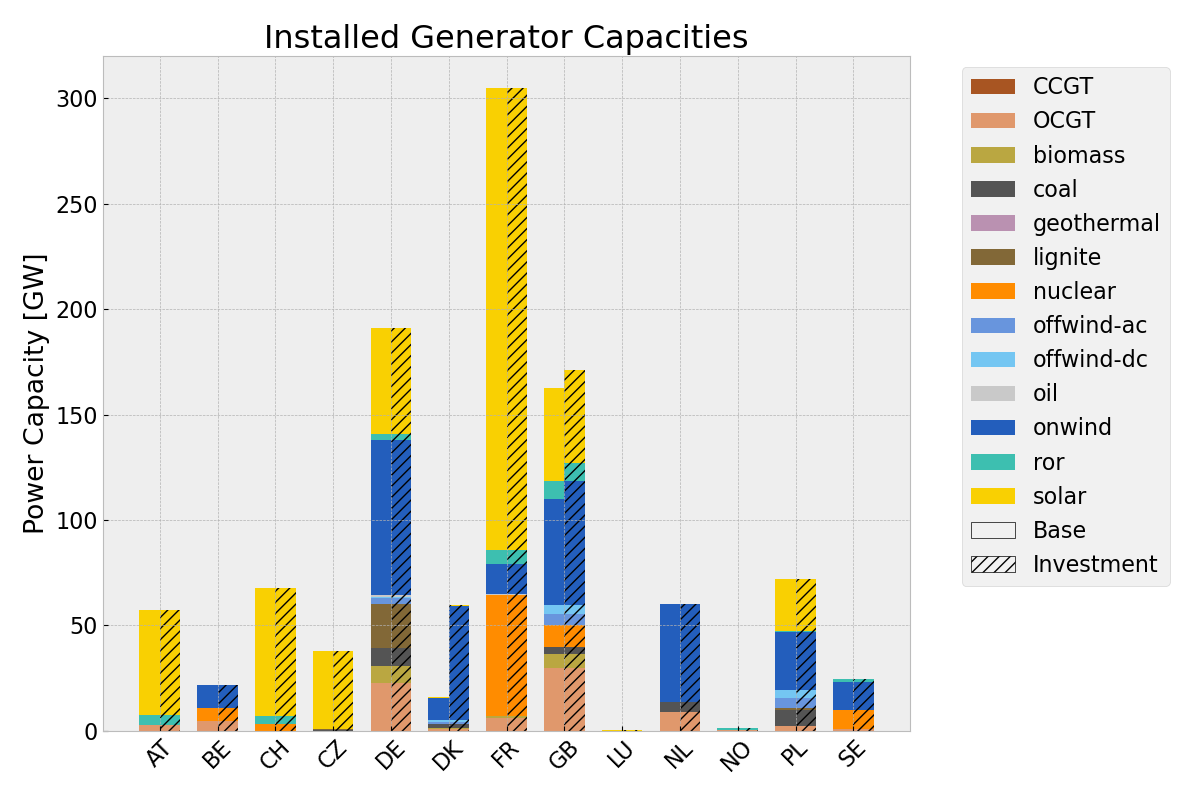 Installed Generator Capacities
Power Capacity [GW]
300
250
200
150
100
50
0
AT
BE
CH
CZ
DE
DK
FR
GB
LU
NL
NO
PL
SE
CCGT
OCGT
biomass
coal
geothermal
lignite
nuclear
offwind-ac
offwind-dc
oil
onwind
ror
solar
Base
Investment